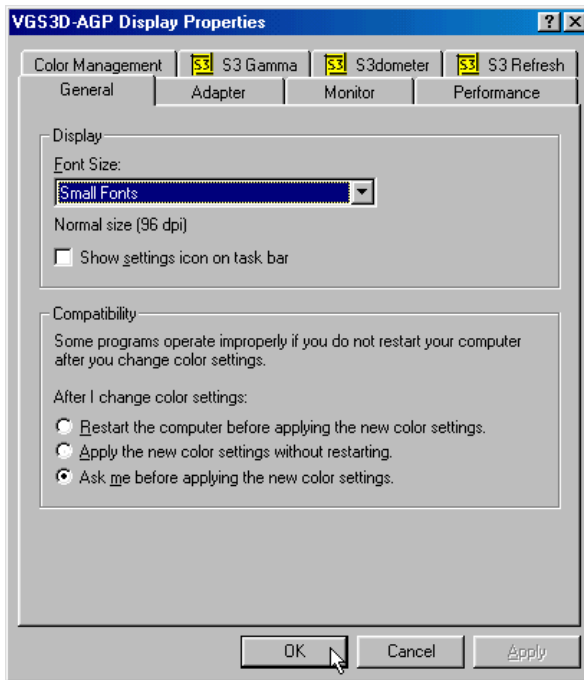 VGS3D-AGP Display Properties
? ×
Color Management S3 S3 Gamma S3 S3dometer S3 S3 Refresh
General Adapter Monitor Performance
Display
Font Size:
Small Fonts
Normal size (96 dpi)
Show settings icon on task bar
Compatibility
Some programs operate improperly if you do not restart your computer
after you change color settings.
After I change color settings:
Restart the computer before applying the new color settings.
Apply the new color settings without restarting.
Ask me before applying the new color settings.
OK Cancel Apply